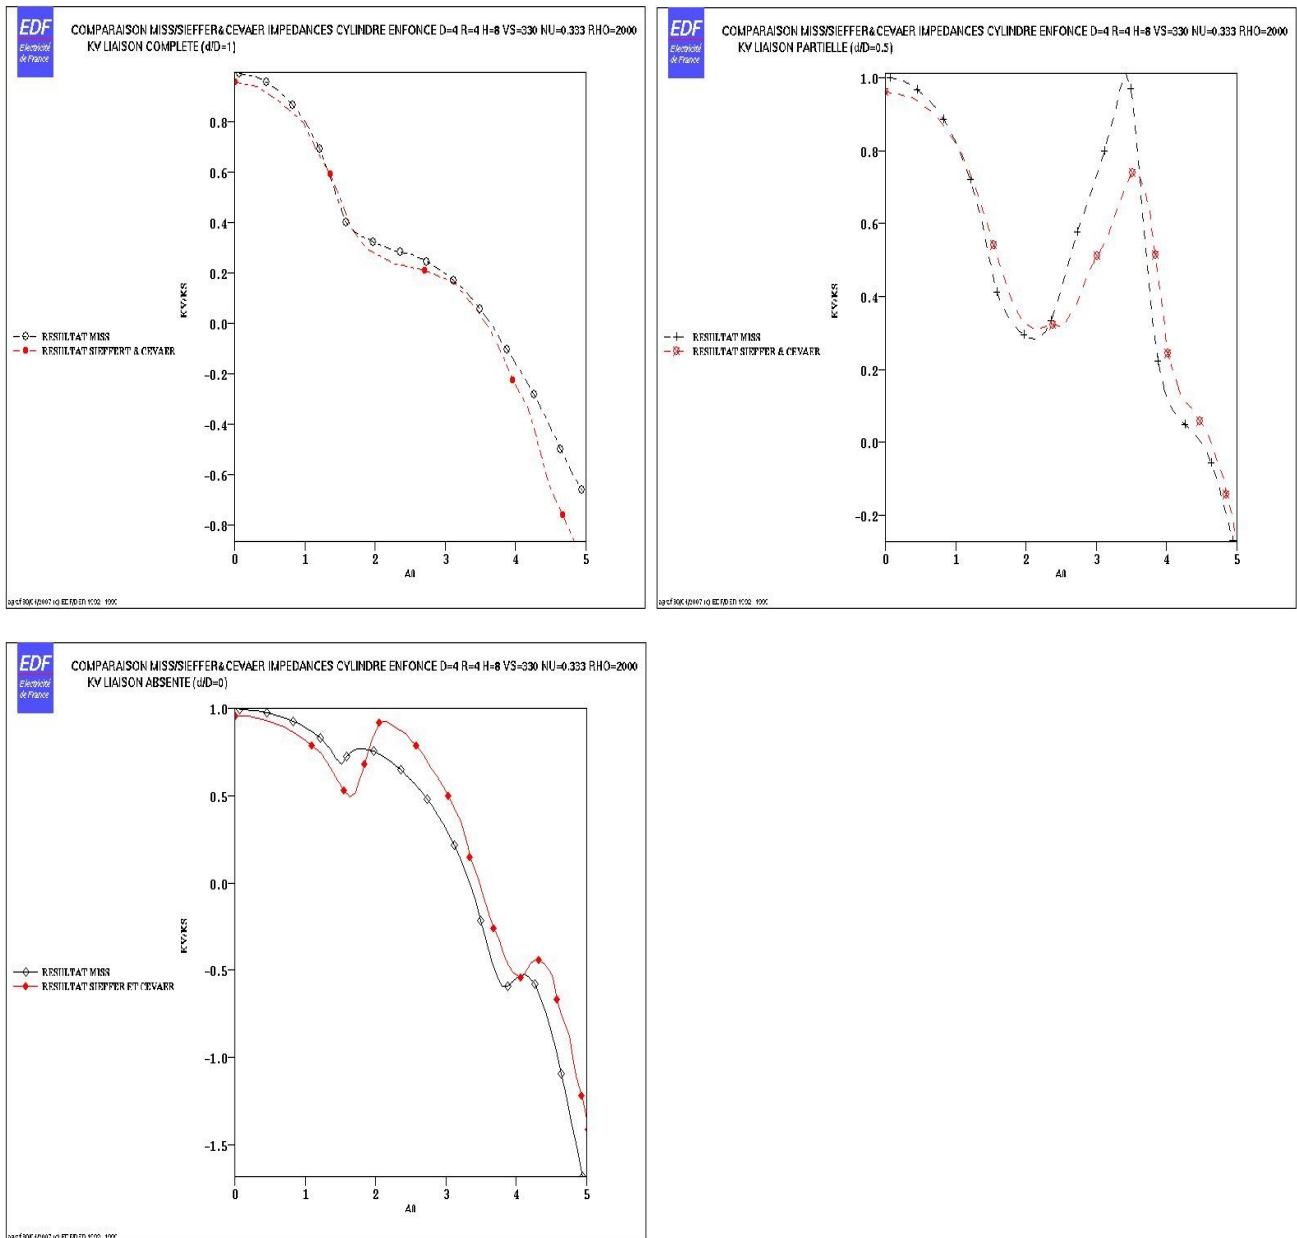 EDF
Electricité
de France
COMPARAISON MISS/SIEFFER&CEVAER IMPEDANCES CYLINDRE ENFONCE D=4 R=4 H=8 VS=330 NU=0.333 RHO=2000
KV LIAISON COMPLETE (d/D=1)
0.8
0.6
0.4
0.2
0.0
-0.2
-0.4
-0.6
-0.8
KV/KS
RESULTAT MISS
RESULTAT SIEFFERT & CEVAER
0 1 2 3 4 5
A0
EDF
Electricité
de France
COMPARAISON MISS/SIEFFER&CEVAER IMPEDANCES CYLINDRE ENFONCE D=4 R=4 H=8 VS=330 NU=0.333 RHO=2000
KV LIAISON PARTIELLE (d/D=0.5)
1.0
0.8
0.6
0.4
0.2
0.0
-0.2
KV/KS
RESULTAT MISS
RESULTAT SIEFFER & CEVAER
0 1 2 3 4 5
A0
EDF
Electricité
de France
COMPARAISON MISS/SIEFFER&CEVAER IMPEDANCES CYLINDRE ENFONCE D=4 R=4 H=8 VS=330 NU=0.333 RHO=2000
KV LIAISON ABSENTE (d/D=0)
1.0
0.5
0.0
-0.5
-1.0
-1.5
KV/KS
RESULTAT MISS
RESULTAT SIEFFER ET CEVAER
0 1 2 3 4 5
A0